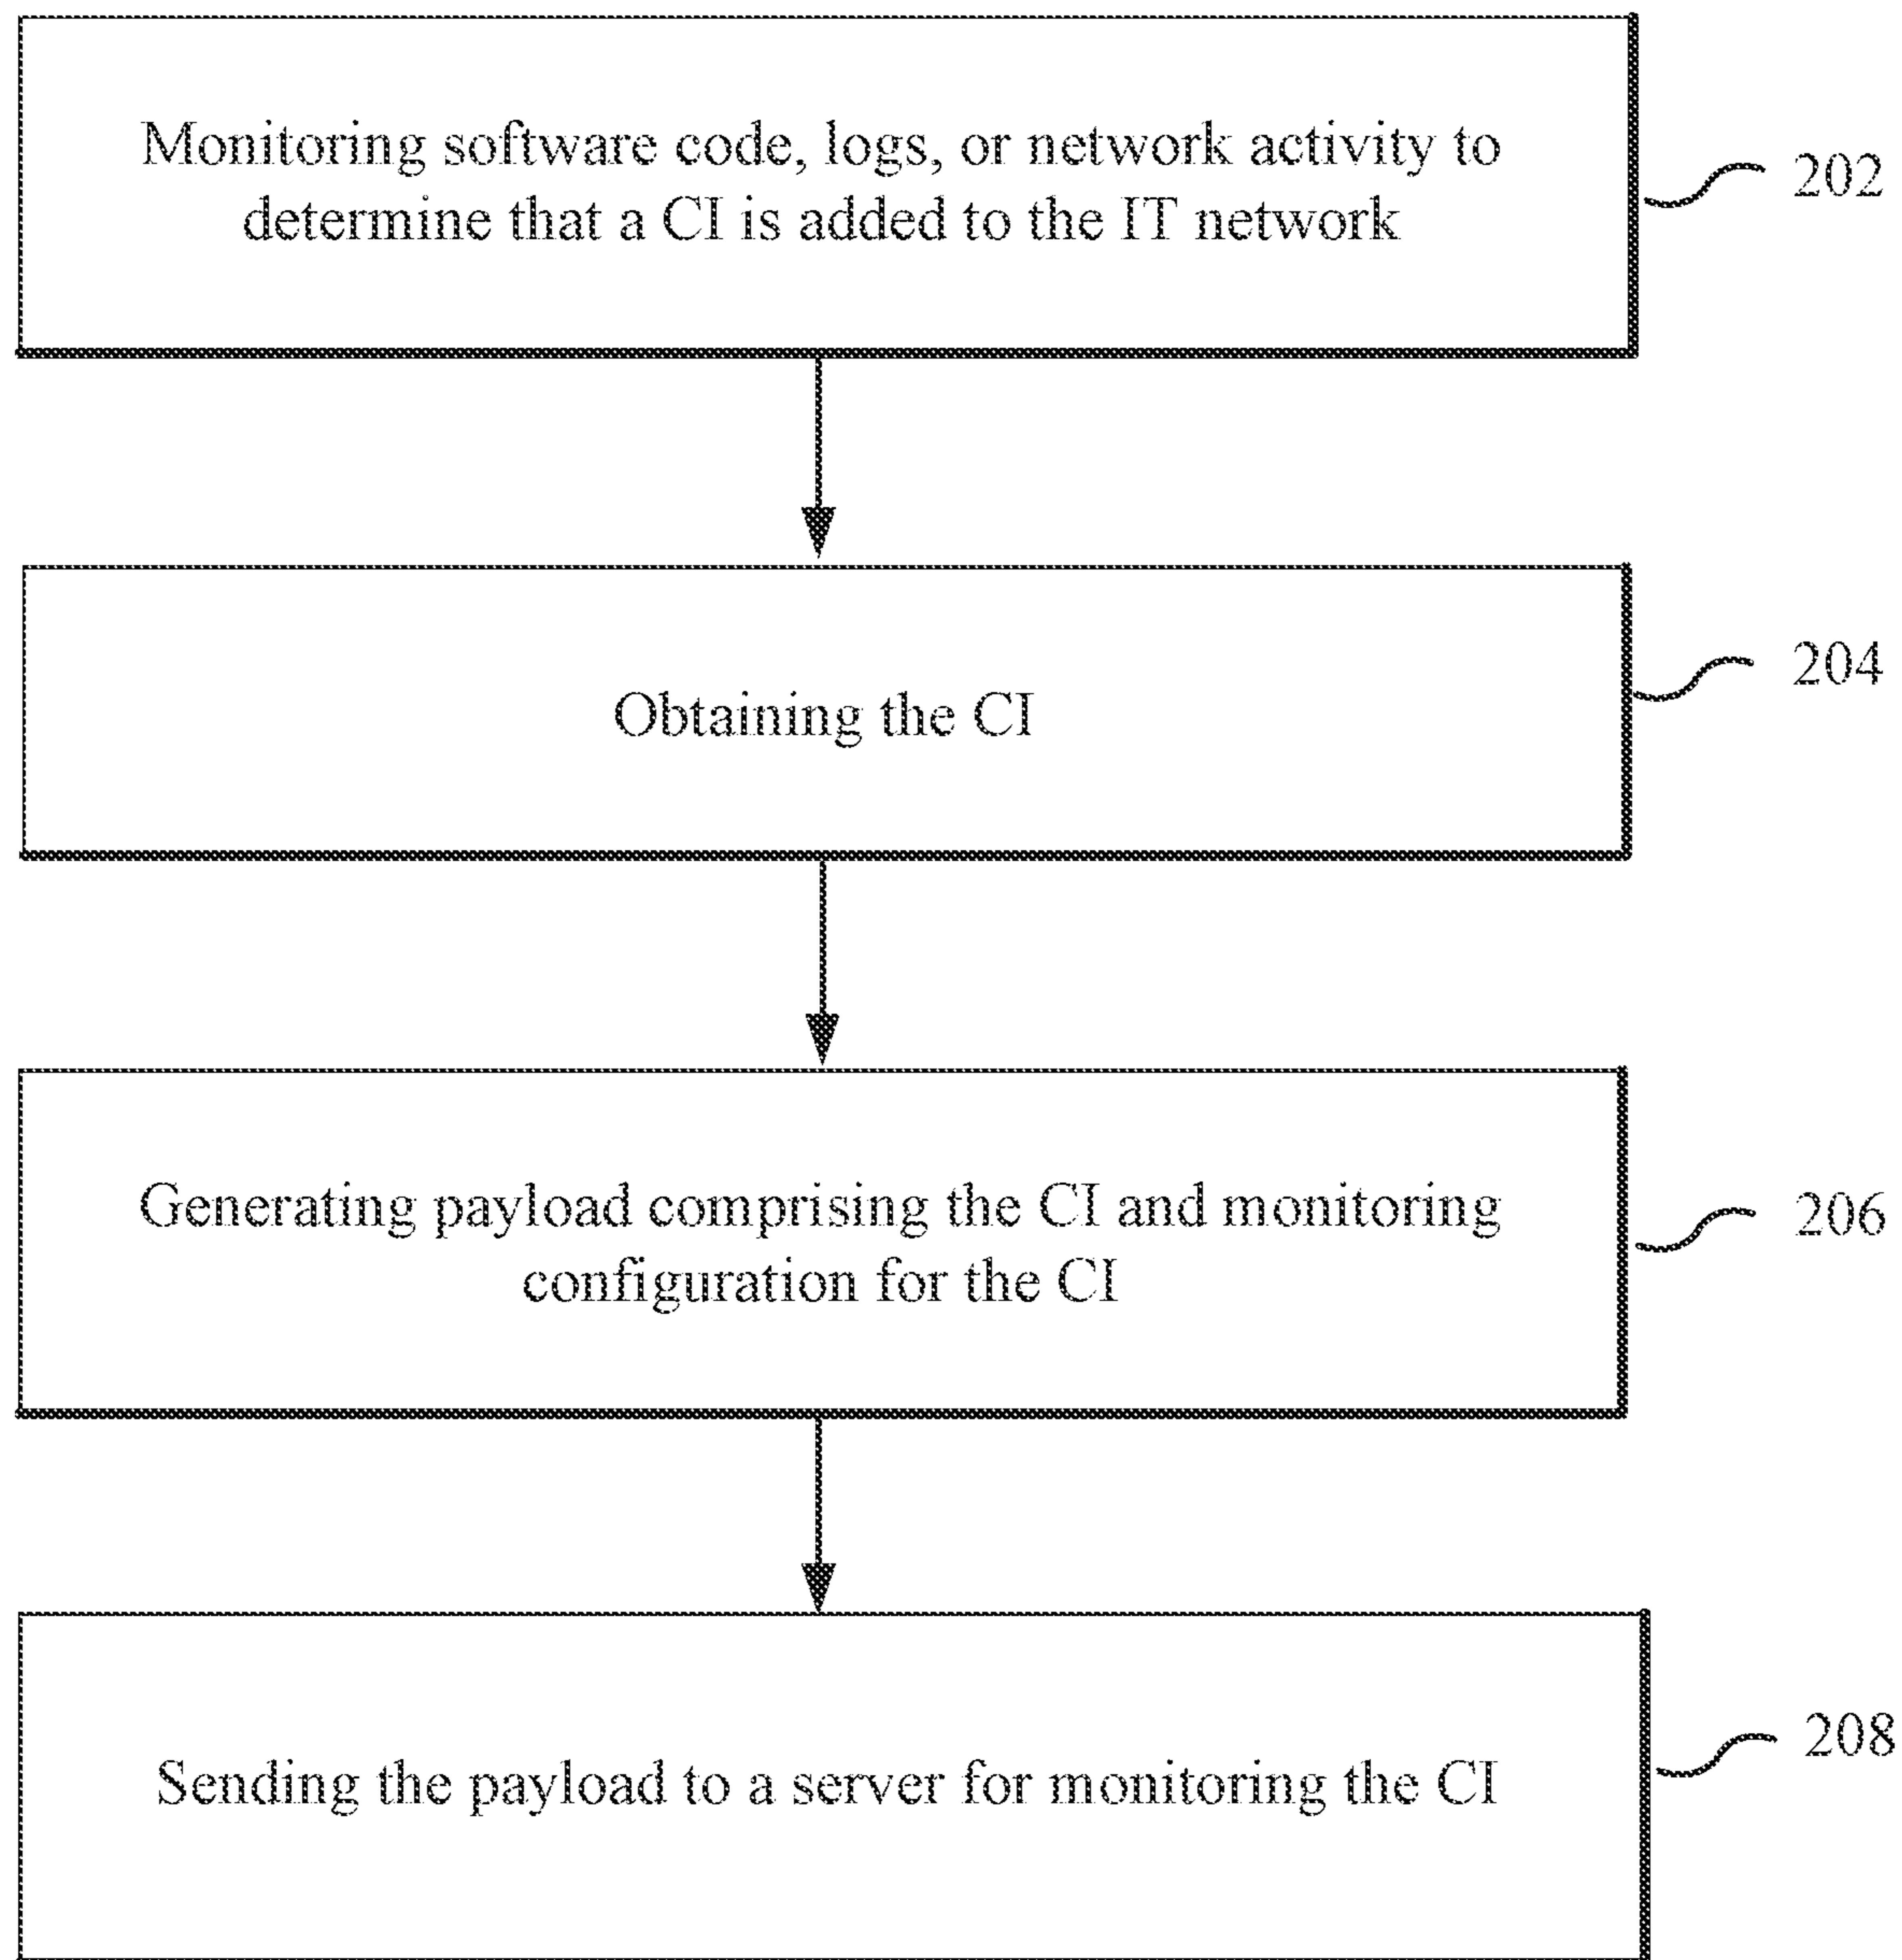 Monitoring software code, logs, or network activity to
determine that a CI is added to the IT network
202
Obtaining the CI
204
Generating payload comprising the CI and monitoring
configuration for the CI
206
Sending the payload to a server for monitoring the CI
208